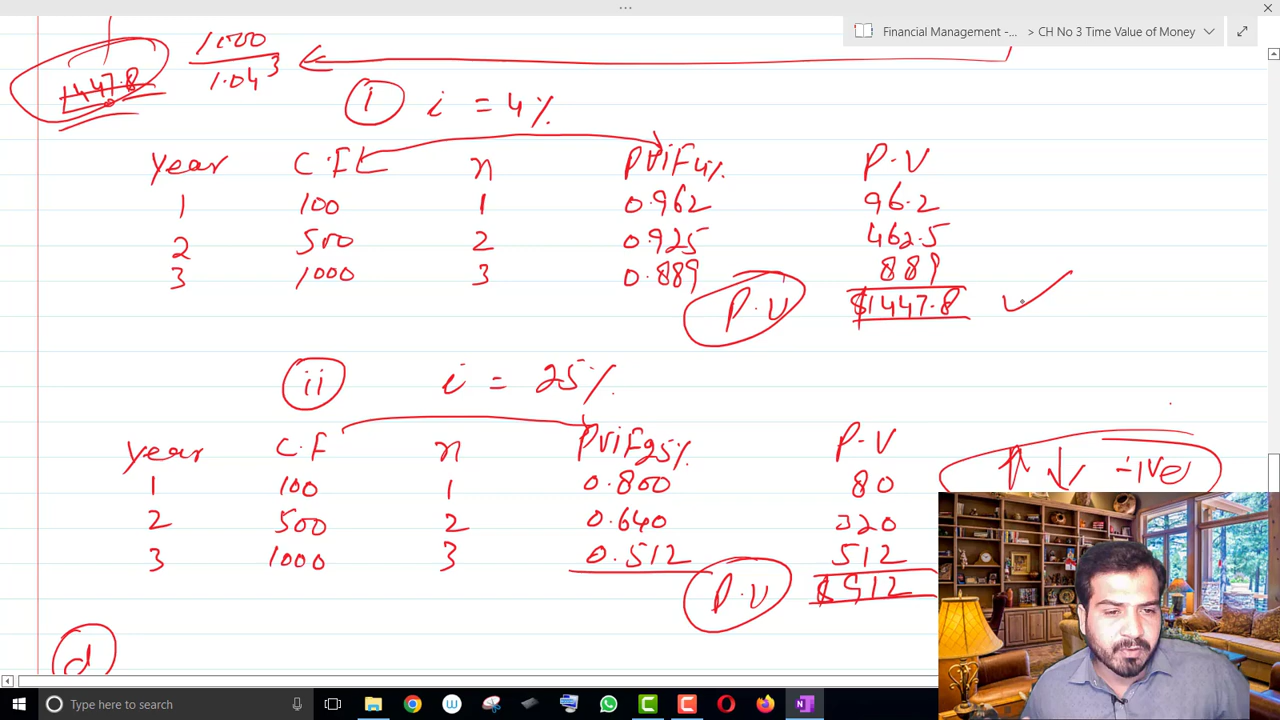 Financial Management -... > CH No 3 Time Value of Money
1447.8
1000
1.04³
i i = 4%
year C.F n PViF4% P.V
1 100 1 0.962 96.2
2 500 2 0.925 462.5
3 1000 3 0.889 889
P.V $1447.8
ii i = 25%
year C.F n PViF25% P.V
1 100 1 0.800 80
2 500 2 0.640 320
3 1000 3 0.512 512
P.V $912
↑ ↓ -ive
d
Type here to search